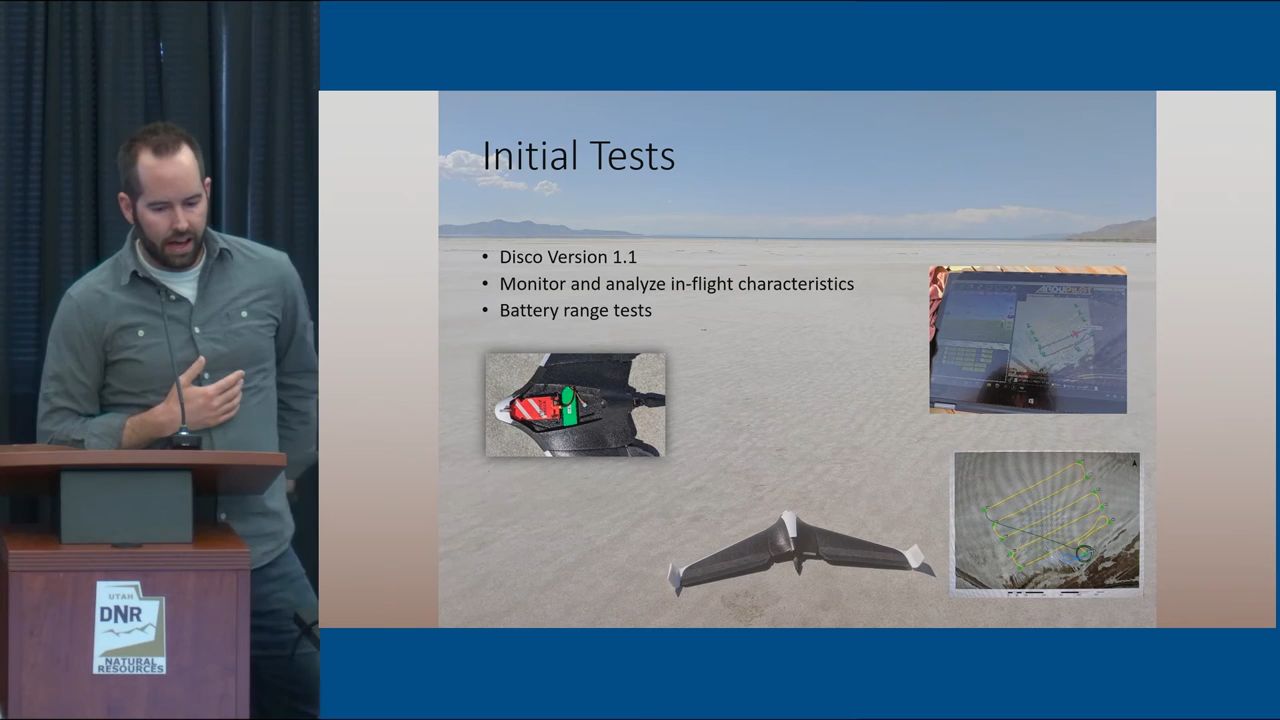 Initial Tests
• Disco Version 1.1
• Monitor and analyze in-flight characteristics
• Battery range tests
UTAH
DNR
NATURAL
RESOURCES